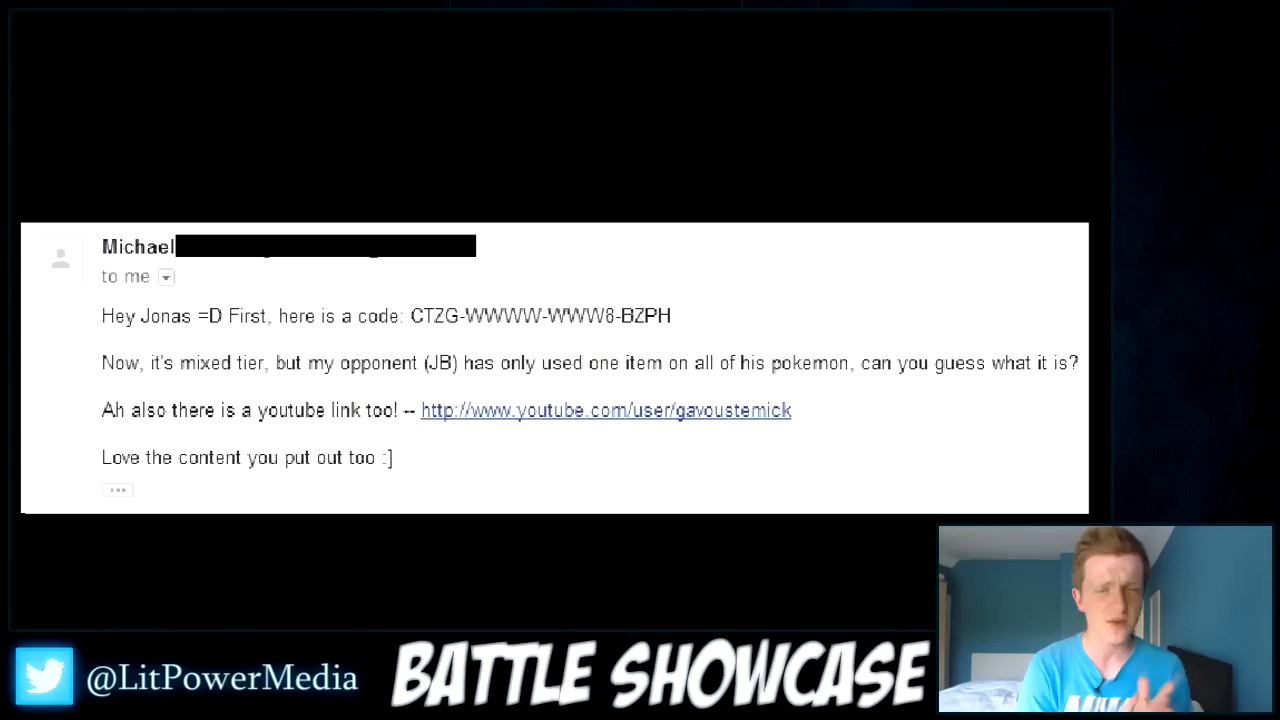 Michael
to me
Hey Jonas =D First, here is a code: CTZG-WWWW-WWW8-BZPH
Now, it's mixed tier, but my opponent (JB) has only used one item on all of his pokemon, can you guess what it is?
Ah also there is a youtube link too! -- http://www.youtube.com/user/gavoustemick
Love the content you put out too :]
@LitPowerMedia
BATTLE SHOWCASE